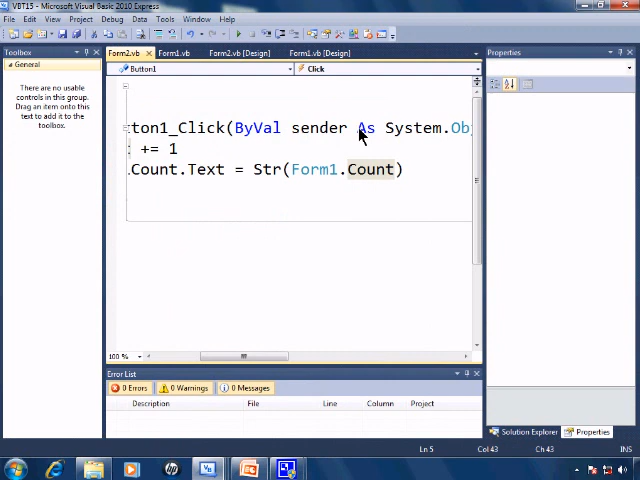 VBT15 - Microsoft Visual Basic 2010 Express
File Edit View Project Debug Data Tools Window Help
Toolbox
General
There are no usable
controls in this group.
Drag an item onto this
text to add it to the
toolbox.
Form2.vb Form1.vb Form2.vb [Design] Form1.vb [Design]
Button1 Click
ton1_Click(ByVal sender As System.Obj
+= 1
Count.Text = Str(Form1.Count)
100 %
Error List
0 Errors 0 Warnings 0 Messages
Description File Line Column Project
Properties
Solution Explorer Properties
Ln 5 Col 43 Ch 43 INS